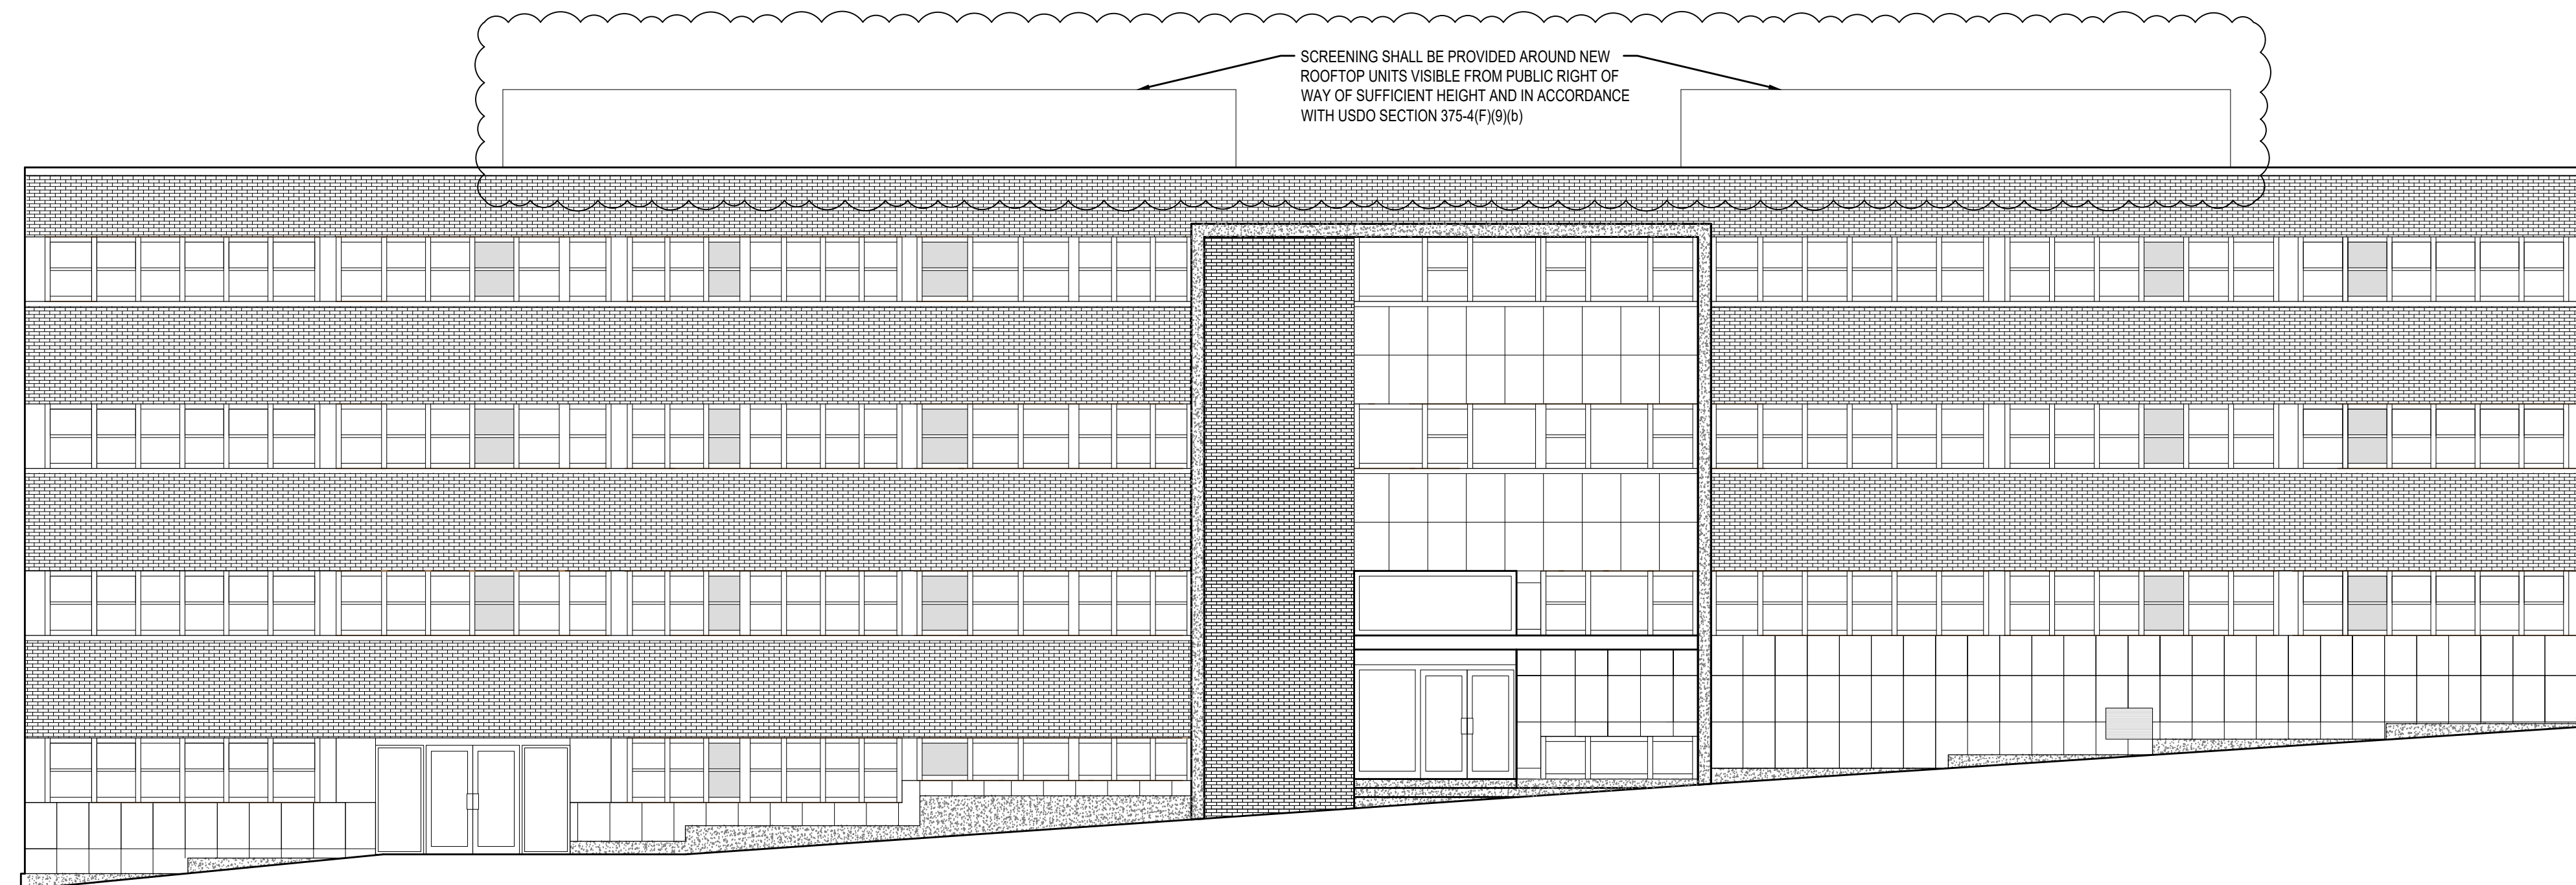 SCREENING SHALL BE PROVIDED AROUND NEW
ROOFTOP UNITS VISIBLE FROM PUBLIC RIGHT OF
WAY OF SUFFICIENT HEIGHT AND IN ACCORDANCE
WITH USDO SECTION 375-4(F)(9)(b)